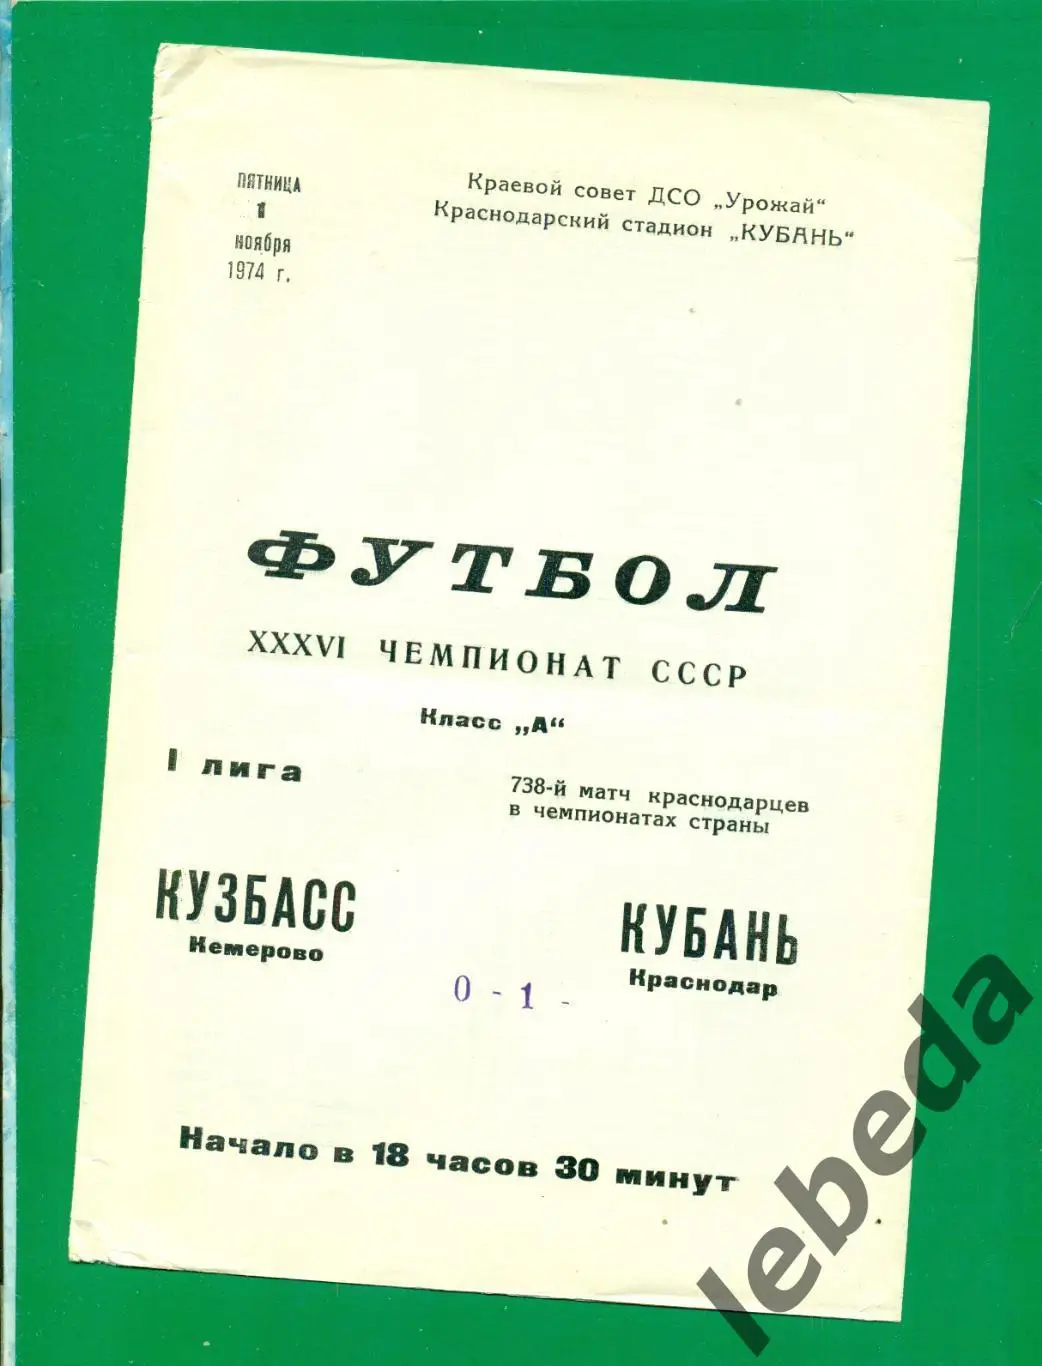 ПЯТНИЦА
1
ноября
1974 г.
Краевой совет ДСО „Урожай“
Краснодарский стадион „КУБАНЬ“
ФУТБОЛ
XXXVI ЧЕМПИОНАТ СССР
Класс „А“
I лига
738-й матч краснодарцев
в чемпионатах страны
КУЗБАСС
Кемерово
КУБАНЬ
Краснодар
0 - 1 -
Начало в 18 часов 30 минут
lebeda